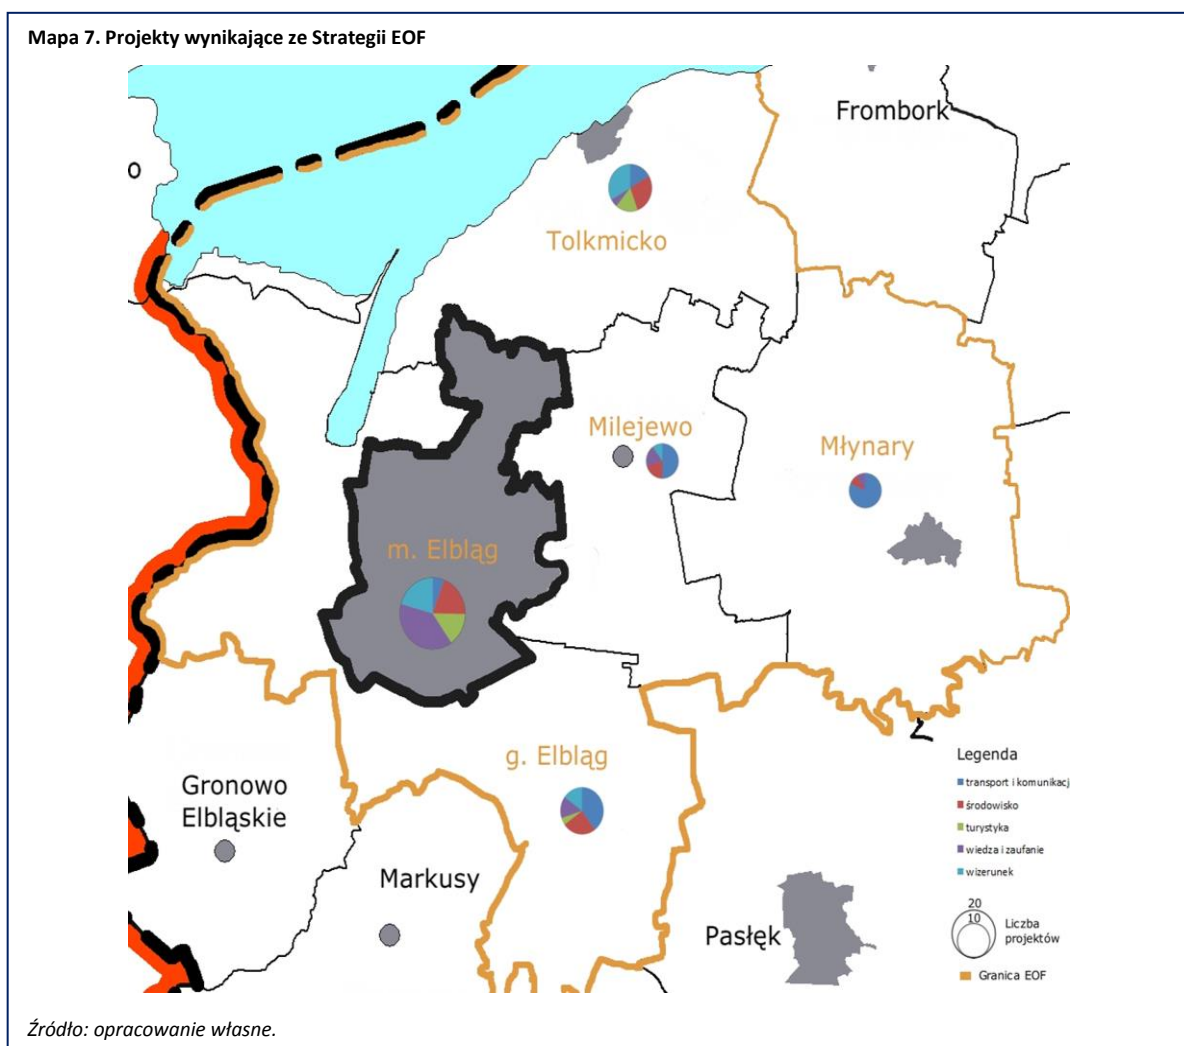 Mapa 7. Projekty wynikające ze Strategii EOF
Frombork
o
Tolkmicko
Milejewo
Młynary
m. Elbląg
g. Elbląg
Gronowo
Elbląskie
Markusy
Pasłęk
Legenda
transport i komunikacj
środowisko
turystyka
wiedza i zaufanie
wizerunek
20
10
Liczba
projektów
Granica EOF
Źródło: opracowanie własne.